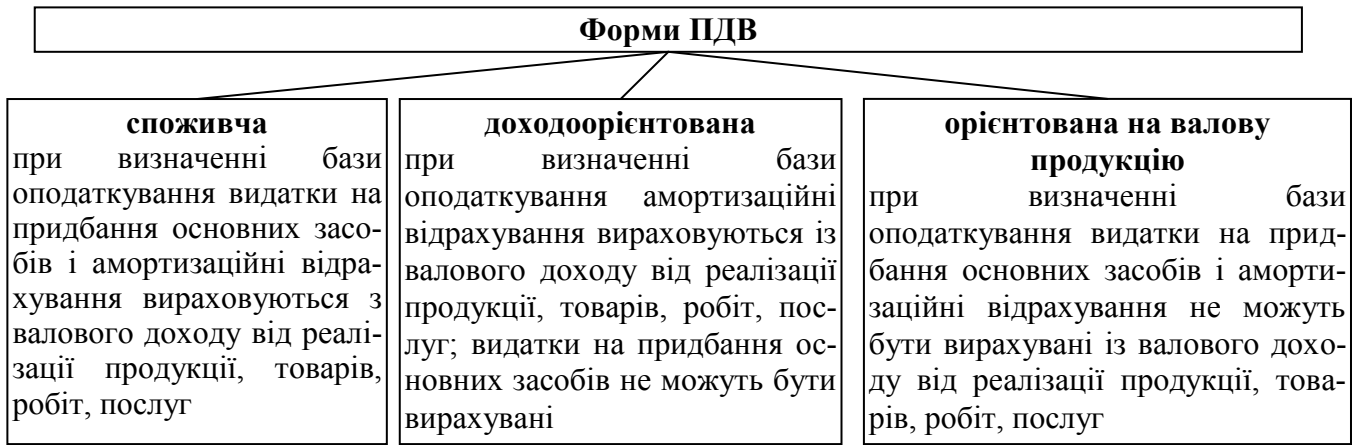 Форми ПДВ
споживча
при визначенні бази
оподаткування видатки на
придбання основних засо-
бів і амортизаційні відра-
хування вираховуються з
валового доходу від реалі-
зації продукції, товарів,
робіт, послуг
доходоорієнтована
при визначенні бази
оподаткування амортизаційні
відрахування вираховуються із
валового доходу від реалізації
продукції, товарів, робіт, пос-
луг; видатки на придбання ос-
новних засобів не можуть бути
вирахувані
орієнтована на валову
продукцію
при визначенні бази
оподаткування видатки на прид-
бання основних засобів і аморти-
заційні відрахування не можуть
бути вирахувані із валового дохо-
ду від реалізації продукції, това-
рів, робіт, послуг